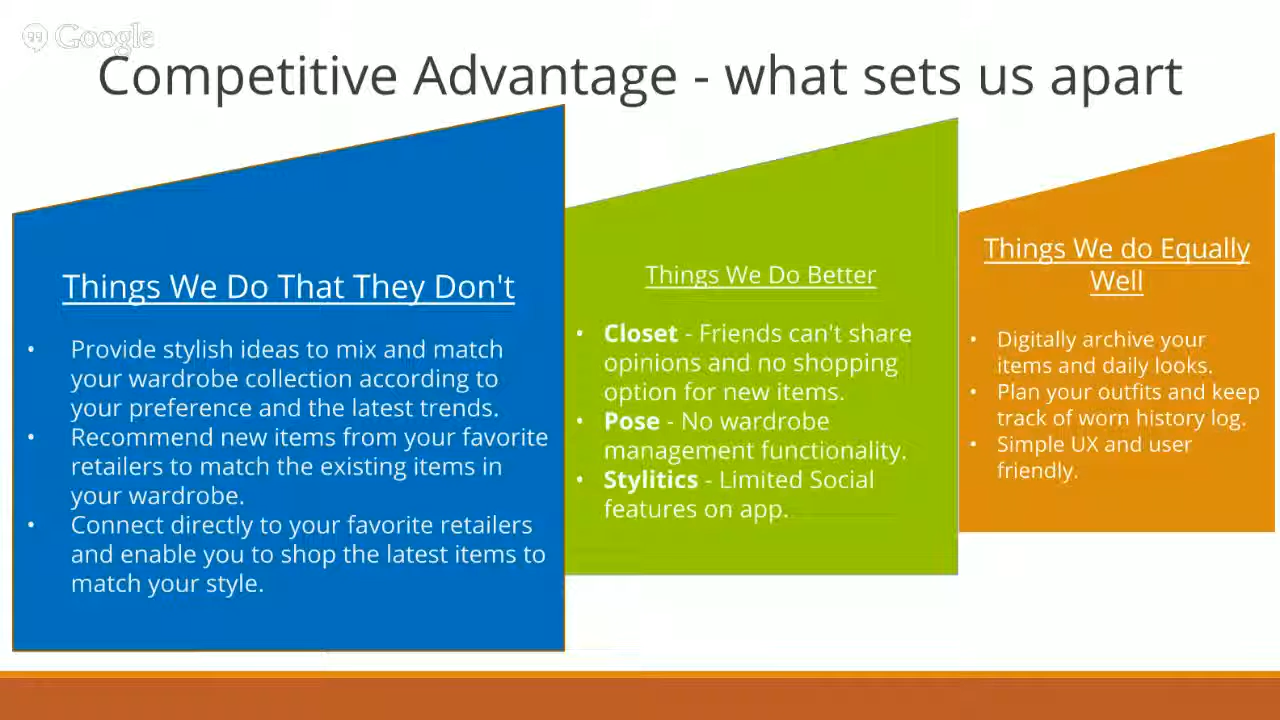 Google
Competitive Advantage - what sets us apart
Things We Do That They Don't
• Provide stylish ideas to mix and match
your wardrobe collection according to
your preference and the latest trends.
• Recommend new items from your favorite
retailers to match the existing items in
your wardrobe.
• Connect directly to your favorite retailers
and enable you to shop the latest items to
match your style.
Things We Do Better
• Closet - Friends can't share
opinions and no shopping
option for new items.
• Pose - No wardrobe
management functionality.
• Stylitics - Limited Social
features on app.
Things We do Equally
Well
• Digitally archive your
items and daily looks.
• Plan your outfits and keep
track of worn history log.
• Simple UX and user
friendly.